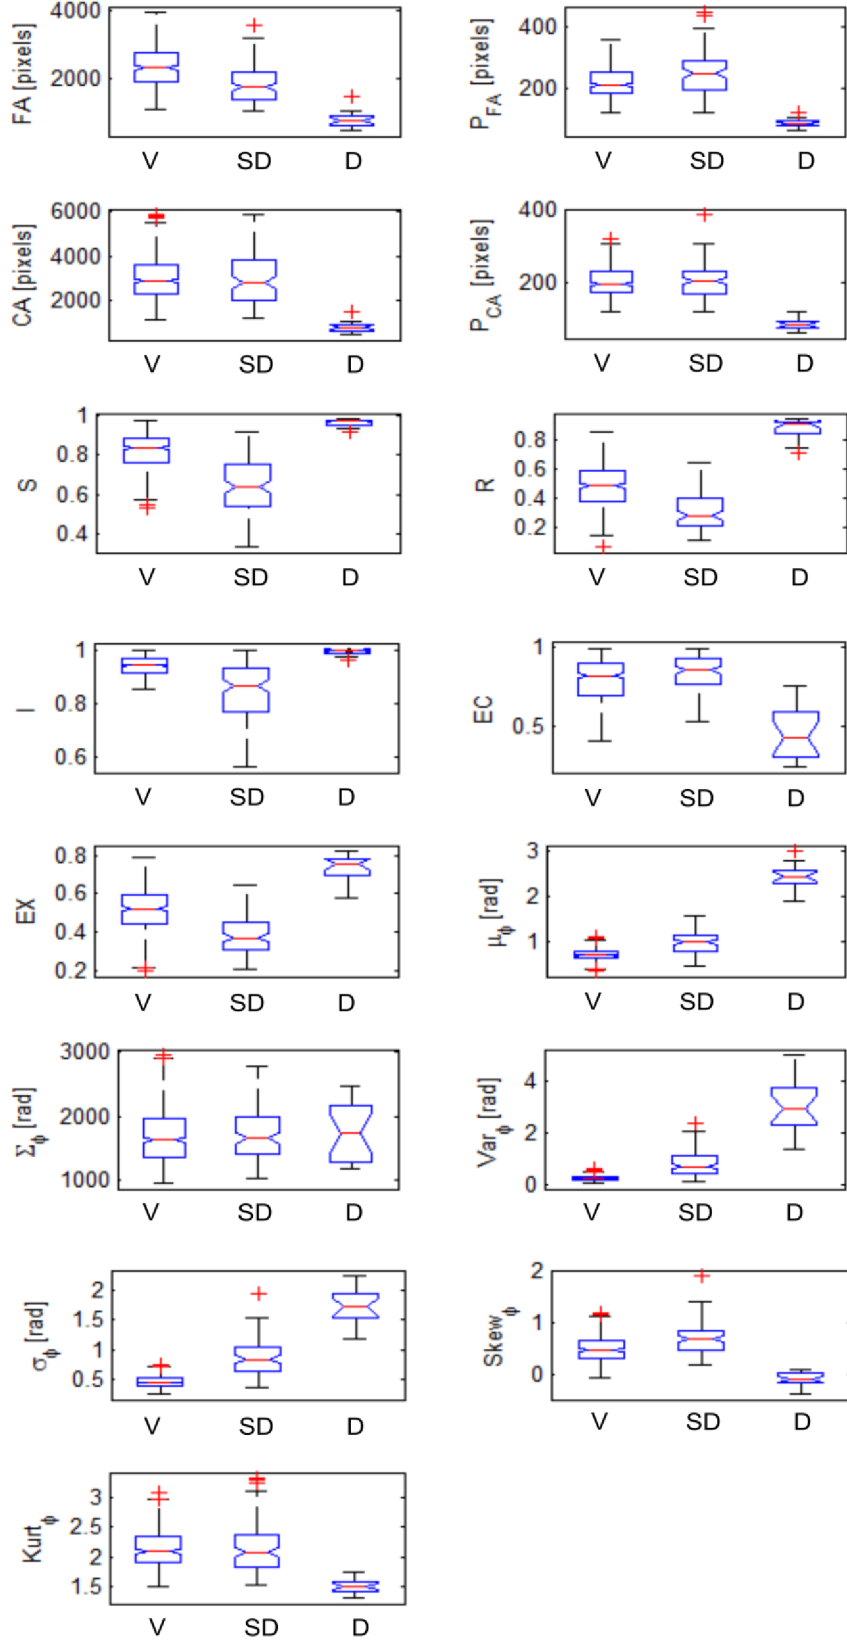 FA [pixels]
4000
2000
V SD D
P_FA [pixels]
400
200
V SD D
CA [pixels]
6000
4000
2000
V SD D
P_CA [pixels]
400
200
V SD D
S
1
0.8
0.6
0.4
V SD D
R
0.8
0.6
0.4
0.2
V SD D
I
1
0.8
0.6
V SD D
EC
1
0.5
V SD D
EX
0.8
0.6
0.4
0.2
V SD D
μ_ϕ [rad]
3
2
1
V SD D
Σ_ϕ [rad]
3000
2000
1000
V SD D
Var_ϕ [rad]
4
2
0
V SD D
σ_ϕ [rad]
2
1.5
1
0.5
V SD D
Skew_ϕ
2
1
0
V SD D
Kurt_ϕ
3
2.5
2
1.5
V SD D